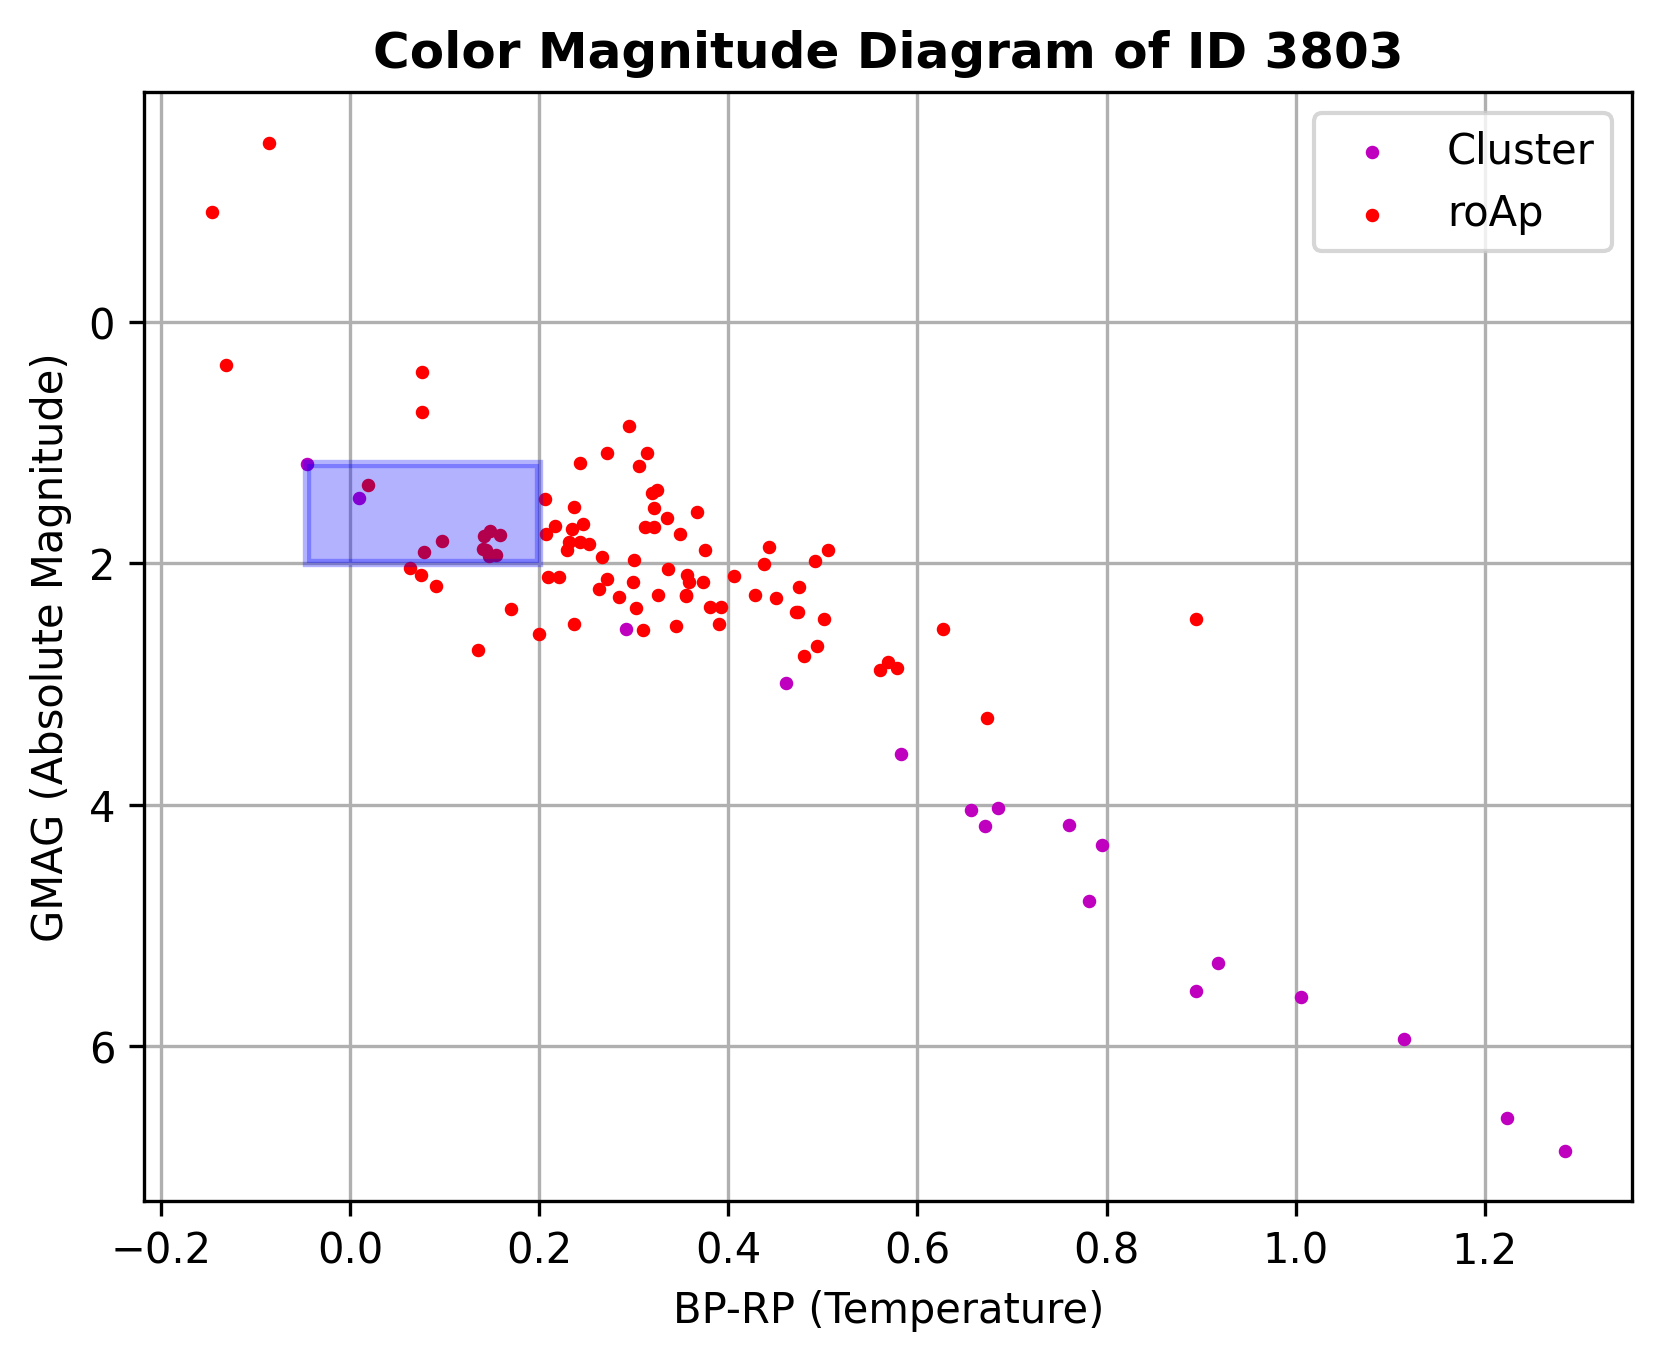 Color Magnitude Diagram of ID 3803
Cluster
roAp
GMAG (Absolute Magnitude)
0
2
4
6
−0.2 0.0 0.2 0.4 0.6 0.8 1.0 1.2
BP-RP (Temperature)